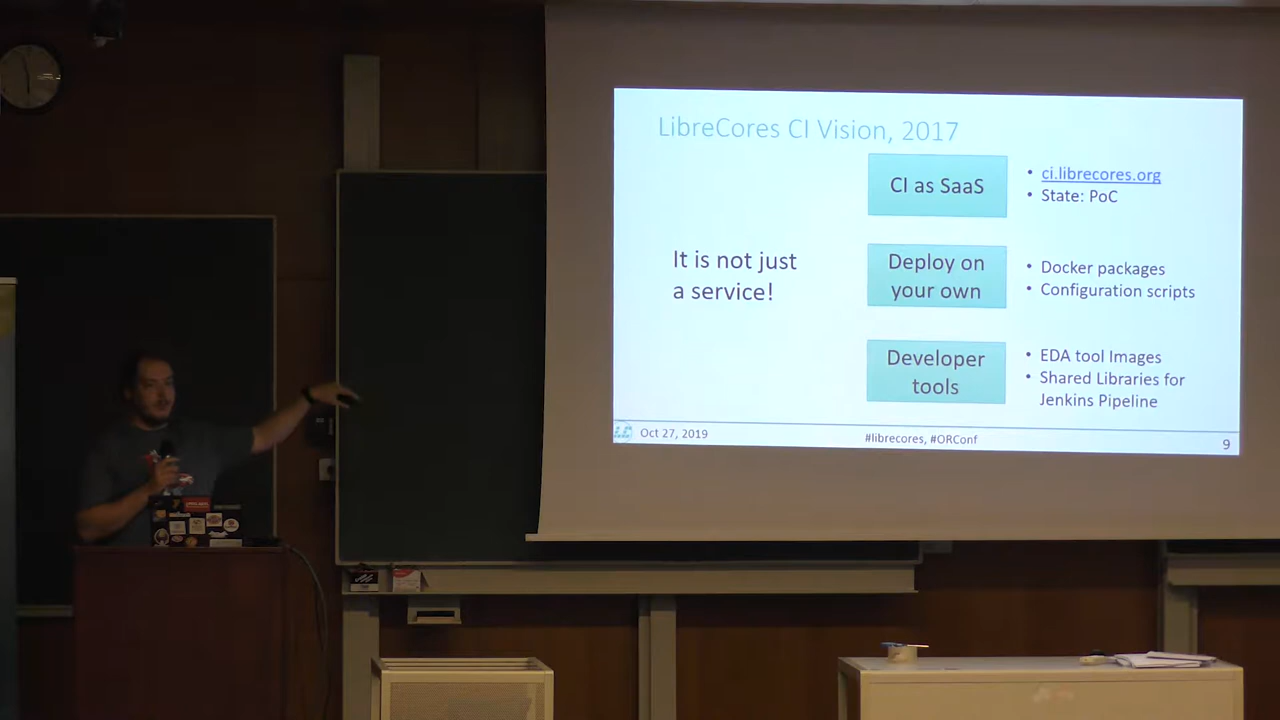 LibreCores CI Vision, 2017
CI as SaaS
• ci.librecores.org
• State: PoC
It is not just
a service!
Deploy on
your own
• Docker packages
• Configuration scripts
Developer
tools
• EDA tool Images
• Shared Libraries for
Jenkins Pipeline
Oct 27, 2019
#librecores, #ORConf
9